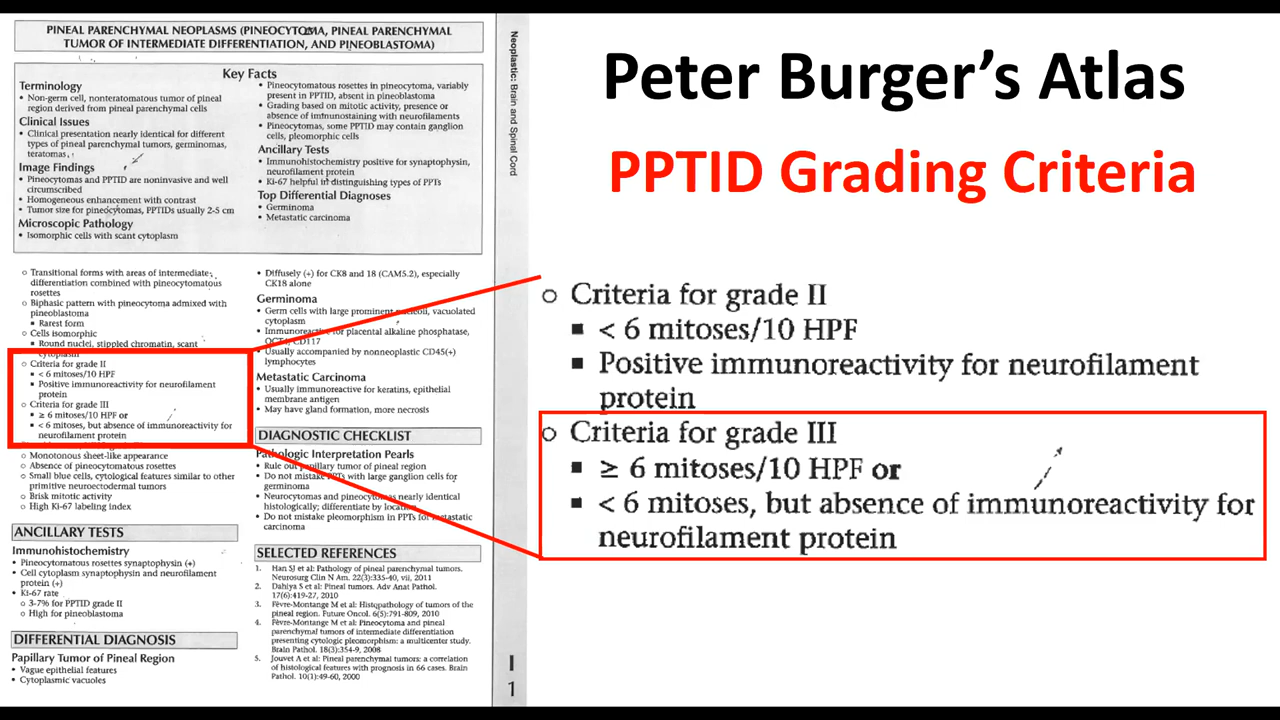 PINEAL PARENCHYMAL NEOPLASMS (PINEOCYTOMA, PINEAL PARENCHYMAL
TUMOR OF INTERMEDIATE DIFFERENTIATION, AND PINEOBLASTOMA)
Key Facts
Terminology
• Non-germ cell, nonteratomatous tumor of pineal
region derived from pineal parenchymal cells
Clinical Issues
• Clinical presentation nearly identical for different
types of pineal parenchymal tumors, germinomas,
teratomas
Image Findings
• Pineocytomas and PPTID are noninvasive and well
circumscribed
• Homogeneous enhancement with contrast
• Tumor size for pineocytomas, PPTIDs usually 2-5 cm
Microscopic Pathology
• Isomorphic cells with scant cytoplasm
• Pineocytomatous rosettes in pineocytoma, variably
present in PPTID, absent in pineoblastoma
• Grading based on mitotic activity, presence or
absence of immunostaining with neurofilaments
• Pineocytomas, some PPTID may contain ganglion
cells, pleomorphic cells
Ancillary Tests
• Immunohistochemistry positive for synaptophysin,
neurofilament protein
• Ki-67 helpful in distinguishing types of PPTs
Top Differential Diagnoses
• Germinoma
• Metastatic carcinoma
○ Transitional forms with areas of intermediate
differentiation combined with pineocytomatous
rosettes
○ Biphasic pattern with pineocytoma admixed with
pineoblastoma
▪ Rarest form
○ Cells isomorphic
▪ Round nuclei, stippled chromatin, scant
cytoplasm
○ Criteria for grade II
▪ < 6 mitoses/10 HPF
▪ Positive immunoreactivity for neurofilament
protein
○ Criteria for grade III
▪ ≥ 6 mitoses/10 HPF or
▪ < 6 mitoses, but absence of immunoreactivity for
neurofilament protein
○ Monotonous sheet-like appearance
○ Absence of pineocytomatous rosettes
○ Small blue cells, cytological features similar to other
primitive neuroectodermal tumors
○ Brisk mitotic activity
○ High Ki-67 labeling index
ANCILLARY TESTS
Immunohistochemistry
• Pineocytomatous rosettes synaptophysin (+)
• Cell cytoplasm synaptophysin and neurofilament
protein (+)
• Ki-67 rate
○ 3-7% for PPTID grade II
○ High for pineoblastoma
DIFFERENTIAL DIAGNOSIS
Papillary Tumor of Pineal Region
• Vague epithelial features
• Cytoplasmic vacuoles
• Diffusely (+) for CK8 and 18 (CAM5.2), especially
CK18 alone
Germinoma
• Germ cells with large prominent nucleoli, vacuolated
cytoplasm
• Immunoreactive for placental alkaline phosphatase,
OCT4, CD117
• Usually accompanied by nonneoplastic CD45(+)
lymphocytes
Metastatic Carcinoma
• Usually immunoreactive for keratins, epithelial
membrane antigen
• May have gland formation, more necrosis
DIAGNOSTIC CHECKLIST
Pathologic Interpretation Pearls
• Rule out papillary tumor of pineal region
• Do not mistake PPTs with large ganglion cells for
germinoma
• Neurocytomas and pineocytomas nearly identical
histologically; differentiate by location
• Do not mistake pleomorphism in PPTs for metastatic
carcinoma
SELECTED REFERENCES
1. Han SJ et al: Pathology of pineal parenchymal tumors.
Neurosurg Clin N Am. 22(3):335-40, vii, 2011
2. Dahiya S et al: Pineal tumors. Adv Anat Pathol.
17(6):419-27, 2010
3. Fèvre-Montange M et al: Histopathology of tumors of the
pineal region. Future Oncol. 6(5):791-809, 2010
4. Fèvre-Montange M et al: Pineocytoma and pineal
parenchymal tumors of intermediate differentiation
presenting cytologic pleomorphism: a multicenter study.
Brain Pathol. 18(3):354-9, 2008
5. Jouvet A et al: Pineal parenchymal tumors: a correlation
of histological features with prognosis in 66 cases. Brain
Pathol. 10(1):49-60, 2000
Neoplastic: Brain and Spinal Cord
I
1
Peter Burger’s Atlas
PPTID Grading Criteria
○ Criteria for grade II
▪ < 6 mitoses/10 HPF
▪ Positive immunoreactivity for neurofilament
protein
○ Criteria for grade III
▪ ≥ 6 mitoses/10 HPF or
▪ < 6 mitoses, but absence of immunoreactivity for
neurofilament protein